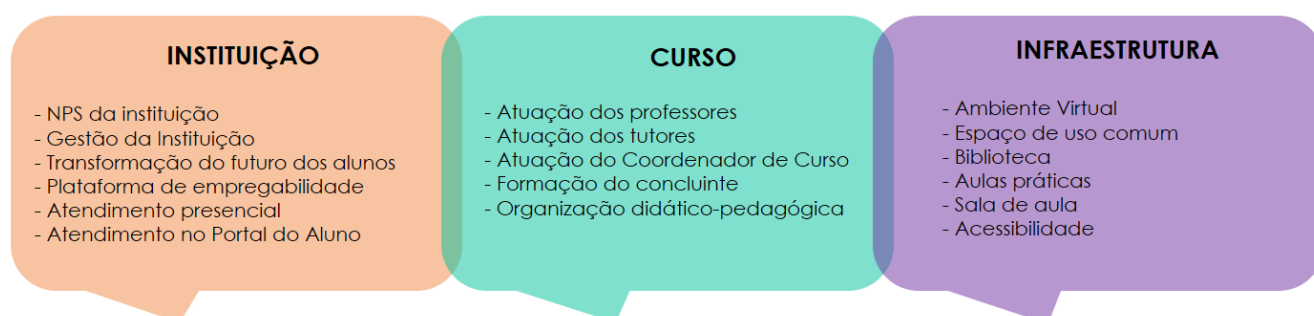 INSTITUIÇÃO
- NPS da instituição
- Gestão da Instituição
- Transformação do futuro dos alunos
- Plataforma de empregabilidade
- Atendimento presencial
- Atendimento no Portal do Aluno
CURSO
- Atuação dos professores
- Atuação dos tutores
- Atuação do Coordenador de Curso
- Formação do concluinte
- Organização didático-pedagógica
INFRAESTRUTURA
- Ambiente Virtual
- Espaço de uso comum
- Biblioteca
- Aulas práticas
- Sala de aula
- Acessibilidade